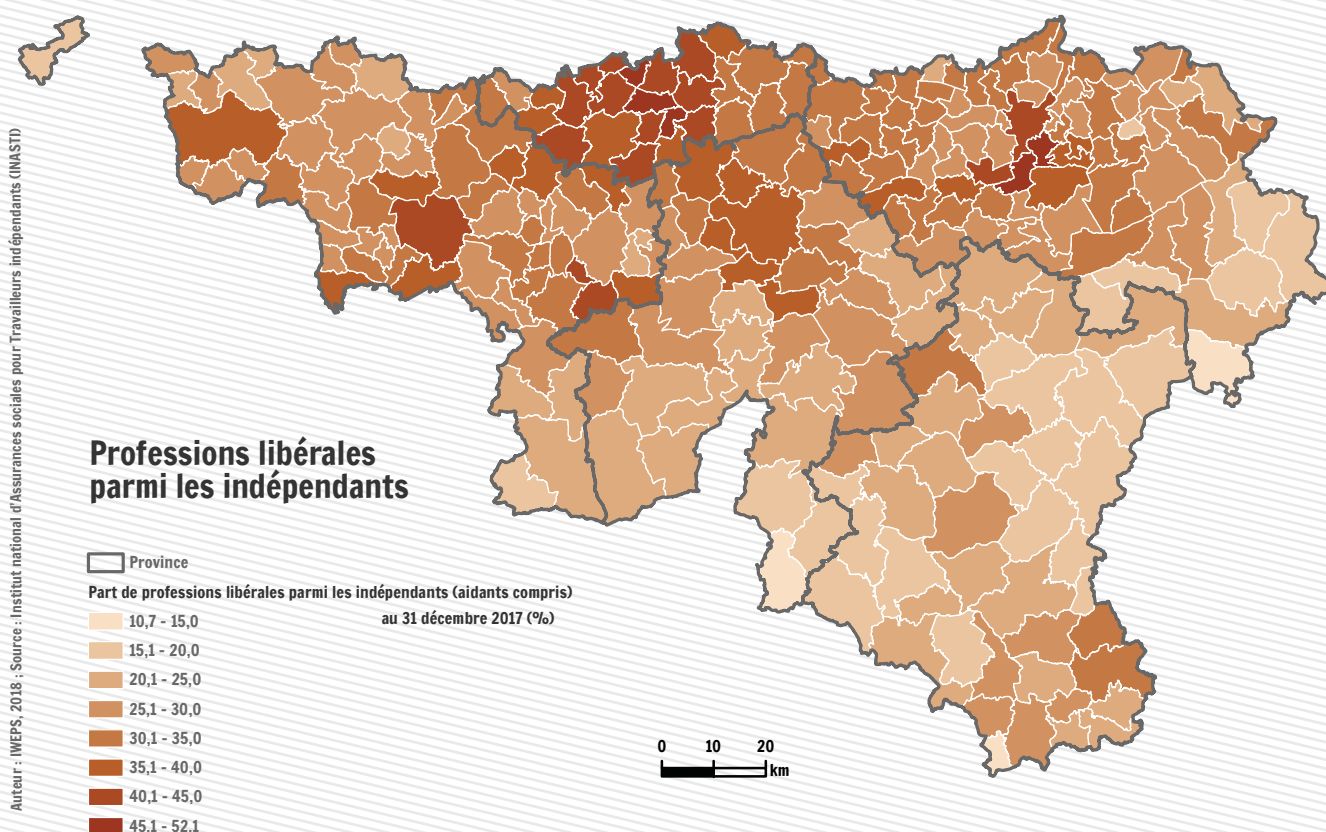 Professions libérales
parmi les indépendants
Province
Part de professions libérales parmi les indépendants (aidants compris)
au 31 décembre 2017 (%)
10,7 - 15,0
15,1 - 20,0
20,1 - 25,0
25,1 - 30,0
30,1 - 35,0
35,1 - 40,0
40,1 - 45,0
45,1 - 52,1
0 10 20
km
Auteur : IWEPS, 2018 ; Source : Institut national d'Assurances sociales pour Travailleurs indépendants (INASTI)